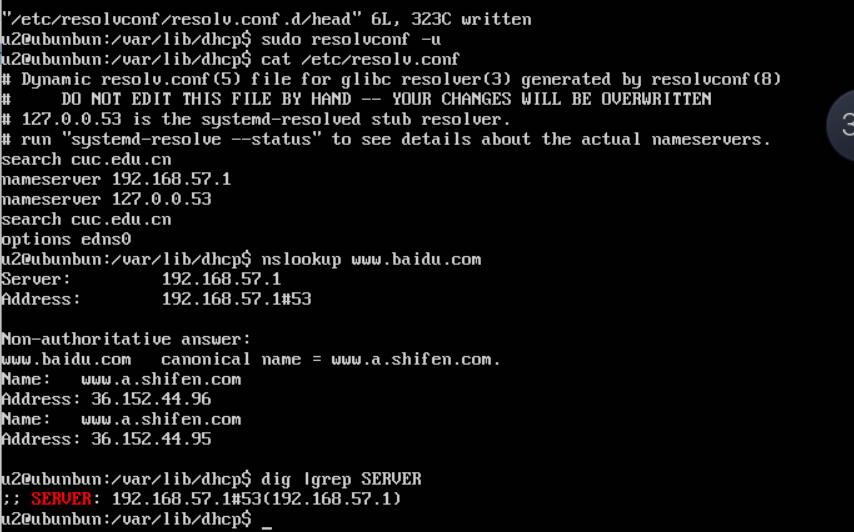 "/etc/resolvconf/resolv.conf.d/head" 6L, 323C written
u2@ubunbun:/var/lib/dhcp$ sudo resolvconf -u
u2@ubunbun:/var/lib/dhcp$ cat /etc/resolv.conf
# Dynamic resolv.conf(5) file for glibc resolver(3) generated by resolvconf(8)
#     DO NOT EDIT THIS FILE BY HAND -- YOUR CHANGES WILL BE OVERWRITTEN
# 127.0.0.53 is the systemd-resolved stub resolver.
# run "systemd-resolve --status" to see details about the actual nameservers.
search cuc.edu.cn
nameserver 192.168.57.1
nameserver 127.0.0.53
search cuc.edu.cn
options edns0
u2@ubunbun:/var/lib/dhcp$ nslookup www.baidu.com
Server:         192.168.57.1
Address:        192.168.57.1#53

Non-authoritative answer:
www.baidu.com   canonical name = www.a.shifen.com.
Name:   www.a.shifen.com
Address: 36.152.44.96
Name:   www.a.shifen.com
Address: 36.152.44.95

u2@ubunbun:/var/lib/dhcp$ dig |grep SERVER
;; SERVER: 192.168.57.1#53(192.168.57.1)
u2@ubunbun:/var/lib/dhcp$ _
3